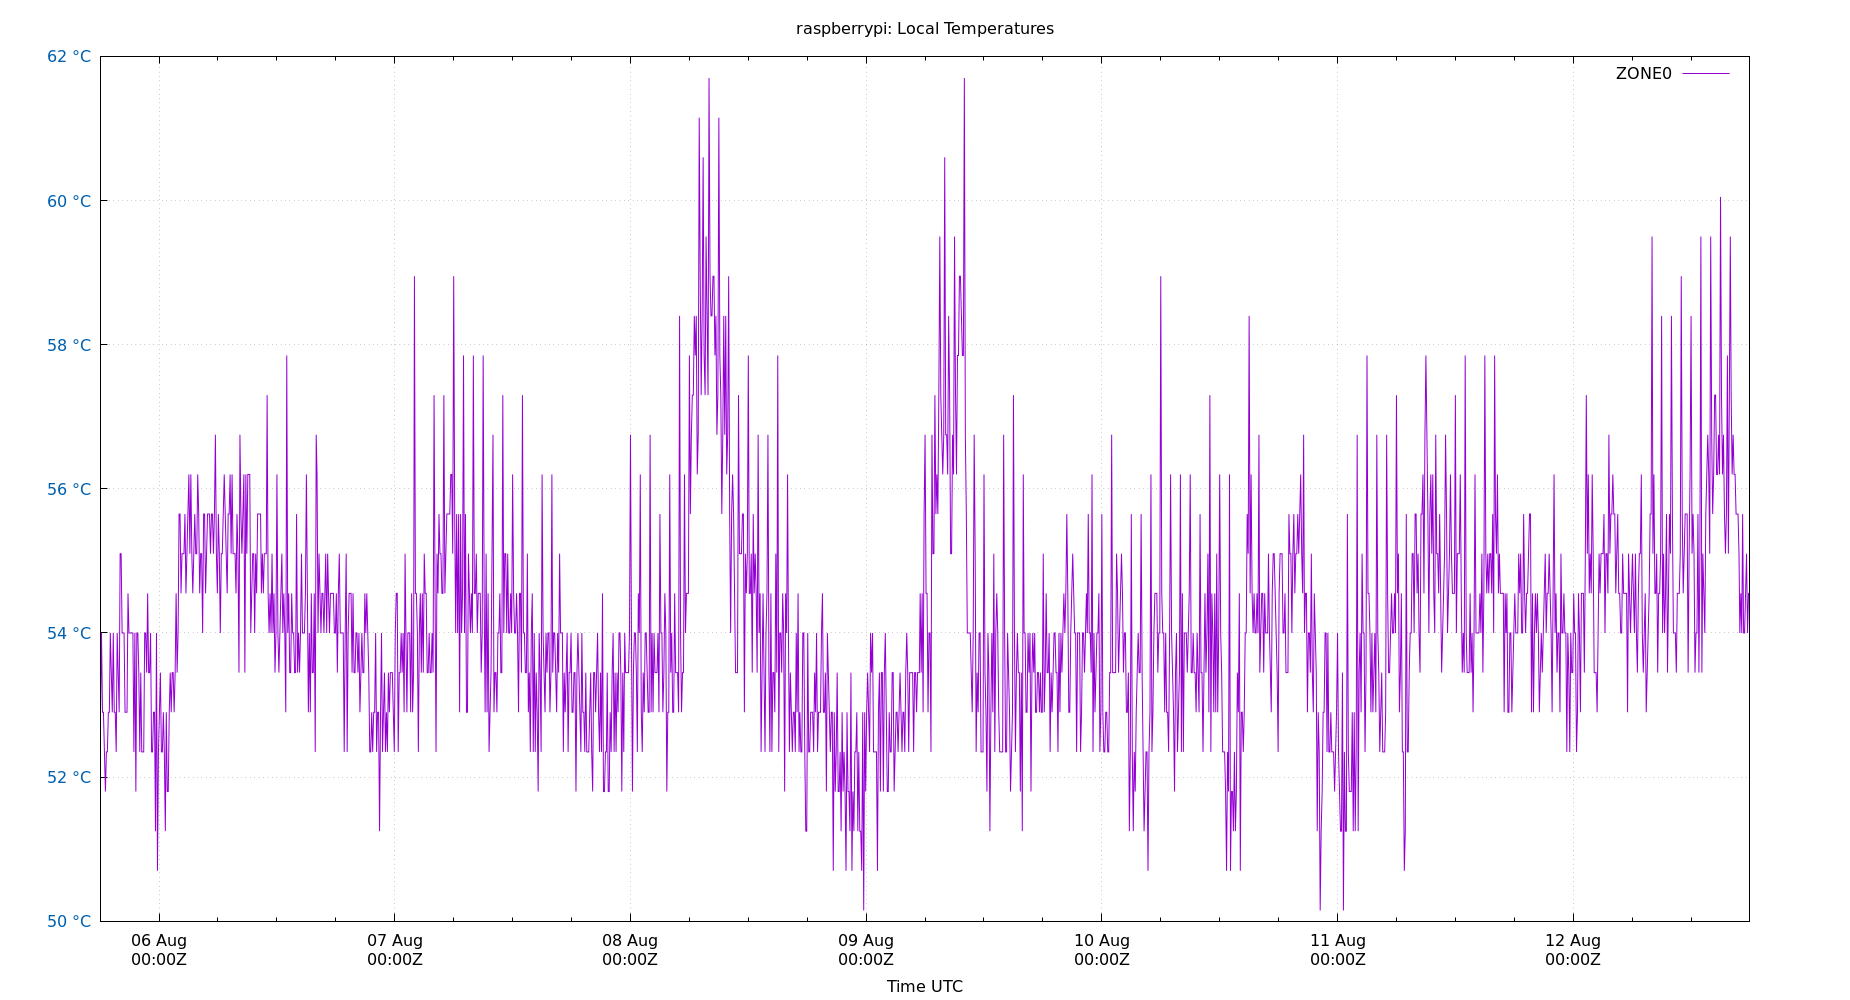 raspberrypi: Local Temperatures
62 °C
ZONE0
60 °C
58 °C
56 °C
54 °C
52 °C
50 °C
06 Aug 07 Aug 08 Aug 09 Aug 10 Aug 11 Aug 12 Aug
00:00Z 00:00Z 00:00Z 00:00Z 00:00Z 00:00Z 00:00Z
Time UTC